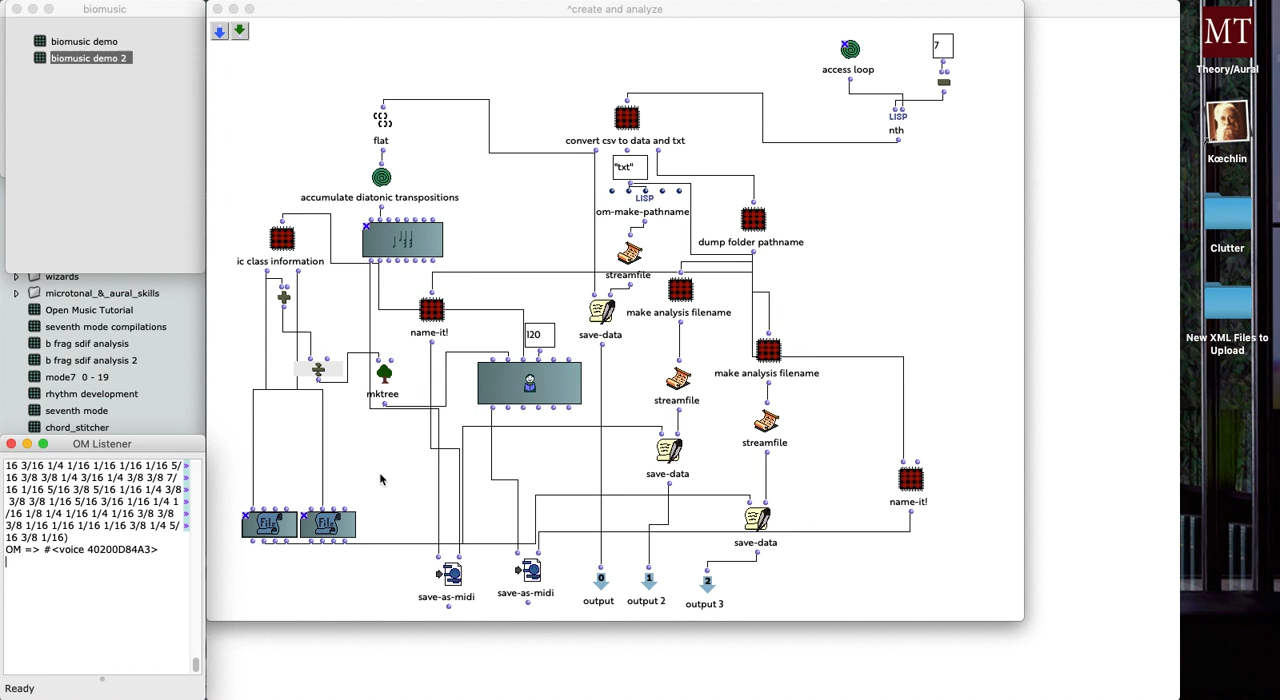 biomusic
biomusic demo
biomusic demo 2
wizards
microtonal_&_aural_skills
Open Music Tutorial
seventh mode compilations
b frag sdif analysis
b frag sdif analysis 2
mode7 0 - 19
rhythm development
seventh mode
chord_stitcher
OM Listener
16 3/16 1/4 1/16 1/16 1/16 1/16 5/
16 3/8 3/8 1/4 3/16 1/4 3/8 3/8 7/
16 1/16 5/16 3/8 5/16 1/16 1/4 3/8
3/8 3/8 1/16 5/16 3/16 1/16 1/4 1
/16 1/8 1/4 1/16 1/4 1/16 3/8 3/8
3/8 1/16 1/16 1/16 1/16 3/8 1/4 5/
16 3/8 1/16)
OM => #<voice 40200D84A3>
Ready
^create and analyze
access loop
7
LISP
nth
flat
convert csv to data and txt
"txt"
accumulate diatonic transpositions
LISP
om-make-pathname
dump folder pathname
ic class information
streamfile
make analysis filename
name-it!
save-data
120
make analysis filename
mktree
streamfile
streamfile
save-data
name-it!
File
File
save-data
save-as-midi
save-as-midi
0
output
1
output 2
2
output 3
MT
Theory/Aural
Kœchlin
Clutter
New XML Files to
Upload